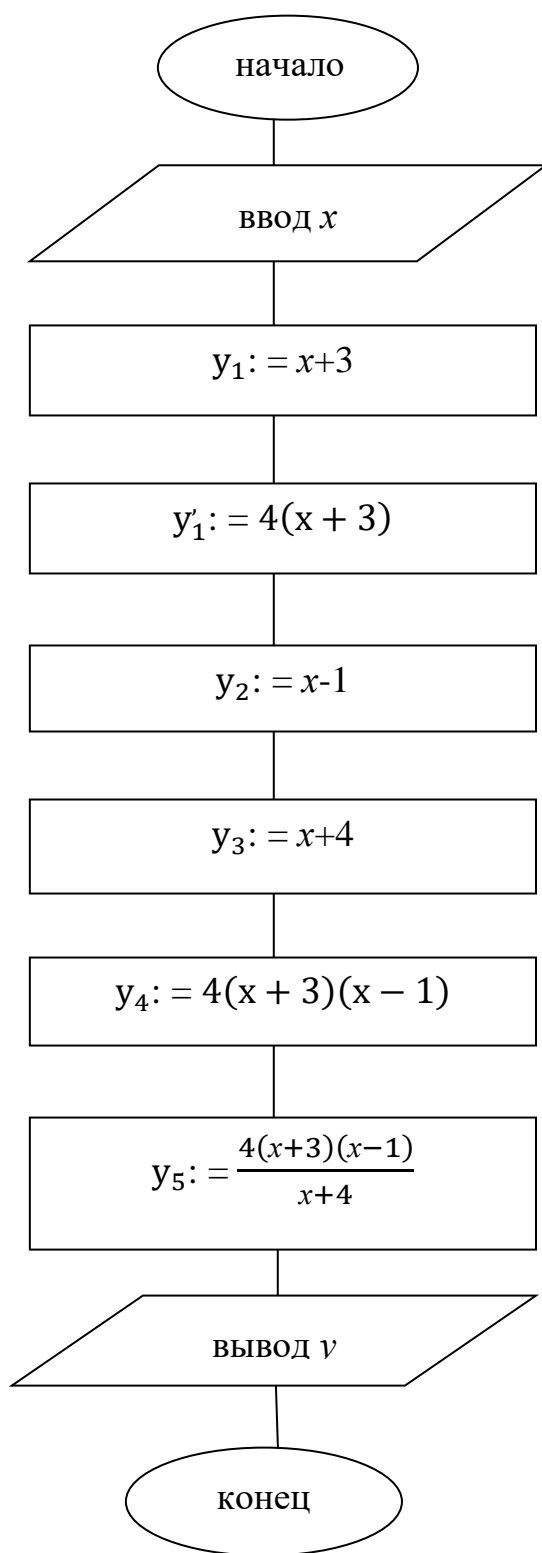 начало
ввод x
y₁: = x+3
y'₁: = 4(x + 3)
y₂: = x-1
y₃: = x+4
y₄: = 4(x + 3)(x − 1)
y₅: = 4(x+3)(x−1)/x+4
вывод v
конец